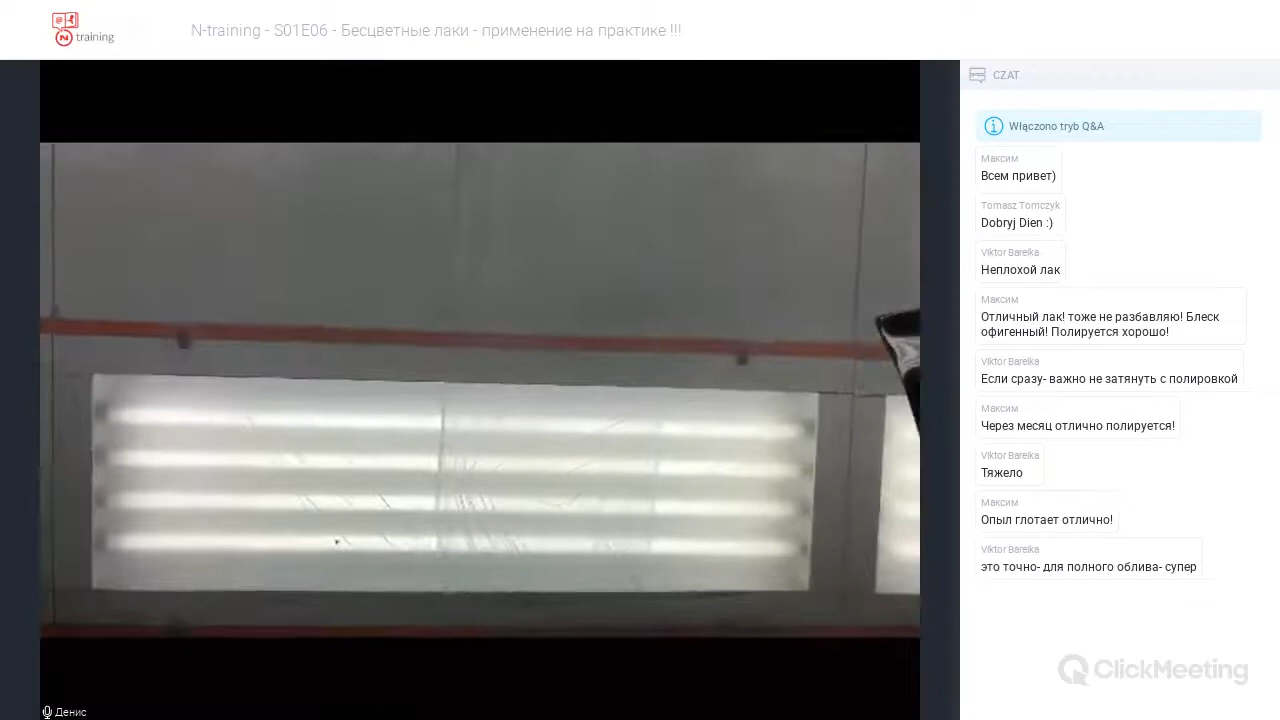 N training
N-training - S01E06 - Бесцветные лаки - применение на практике !!!
CZAT
Włączono tryb Q&A
Максим
Всем привет)
Tomasz Tomczyk
Dobryj Dien :)
Viktor Bareika
Неплохой лак
Максим
Отличный лак! тоже не разбавляю! Блеск
офигенный! Полируется хорошо!
Viktor Bareika
Если сразу- важно не затянуть с полировкой
Максим
Через месяц отлично полируется!
Viktor Bareika
Тяжело
Максим
Опыл глотает отлично!
Viktor Bareika
это точно- для полного облива- супер
ClickMeeting
Денис